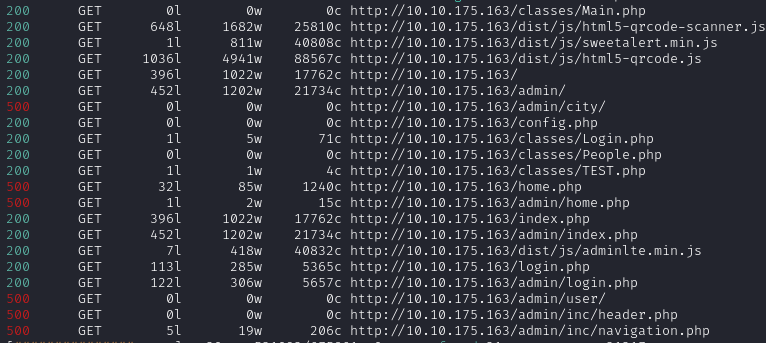 200 GET 0l 0w 0c http://10.10.175.163/classes/Main.php
200 GET 648l 1682w 25810c http://10.10.175.163/dist/js/html5-qrcode-scanner.js
200 GET 1l 811w 40808c http://10.10.175.163/dist/js/sweetalert.min.js
200 GET 1036l 4941w 88567c http://10.10.175.163/dist/js/html5-qrcode.js
200 GET 396l 1022w 17762c http://10.10.175.163/
200 GET 452l 1202w 21734c http://10.10.175.163/admin/
500 GET 0l 0w 0c http://10.10.175.163/admin/city/
200 GET 0l 0w 0c http://10.10.175.163/config.php
200 GET 1l 5w 71c http://10.10.175.163/classes/Login.php
200 GET 0l 0w 0c http://10.10.175.163/classes/People.php
200 GET 1l 1w 4c http://10.10.175.163/classes/TEST.php
500 GET 32l 85w 1240c http://10.10.175.163/home.php
500 GET 1l 2w 15c http://10.10.175.163/admin/home.php
200 GET 396l 1022w 17762c http://10.10.175.163/index.php
200 GET 452l 1202w 21734c http://10.10.175.163/admin/index.php
200 GET 7l 418w 40832c http://10.10.175.163/dist/js/adminlte.min.js
200 GET 113l 285w 5365c http://10.10.175.163/login.php
200 GET 122l 306w 5657c http://10.10.175.163/admin/login.php
500 GET 0l 0w 0c http://10.10.175.163/admin/user/
500 GET 0l 0w 0c http://10.10.175.163/admin/inc/header.php
500 GET 5l 19w 206c http://10.10.175.163/admin/inc/navigation.php